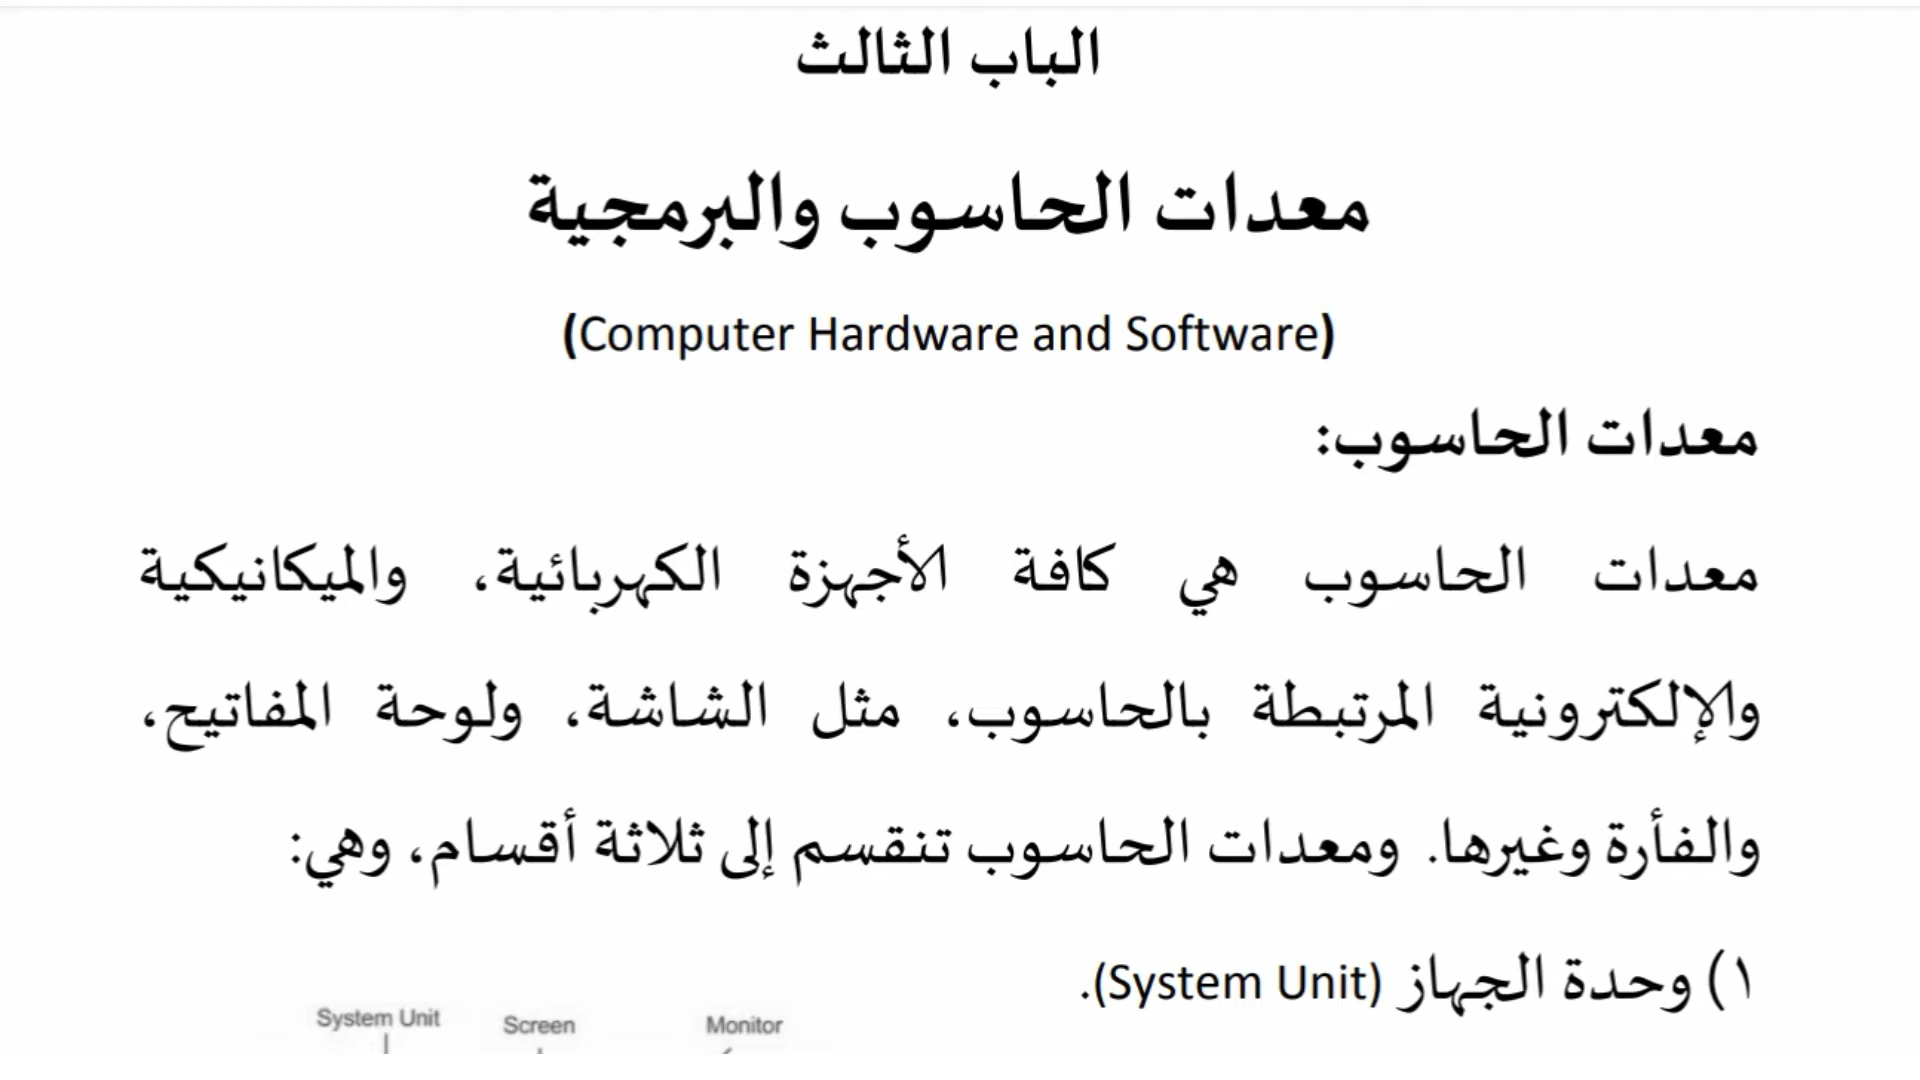 الباب الثالث
معدات الحاسوب والبرمجية
(Computer Hardware and Software)
معدات الحاسوب:
معدات الحاسوب هي كافة الأجهزة الكهربائية، والميكانيكية
والإلكترونية المرتبطة بالحاسوب، مثل الشاشة، ولوحة المفاتيح،
والفأرة وغيرها. ومعدات الحاسوب تنقسم إلى ثلاثة أقسام، وهي:
١) وحدة الجهاز (System Unit).
System Unit Screen Monitor